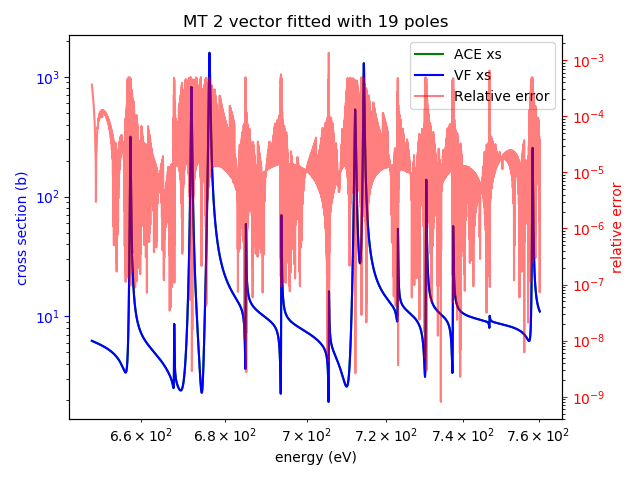 MT 2 vector fitted with 19 poles
ACE xs
VF xs
Relative error
cross section (b)
10³
10²
10¹
relative error
10⁻³
10⁻⁴
10⁻⁵
10⁻⁶
10⁻⁷
10⁻⁸
10⁻⁹
6.6 × 10² 6.8 × 10² 7 × 10² 7.2 × 10² 7.4 × 10² 7.6 × 10²
energy (eV)